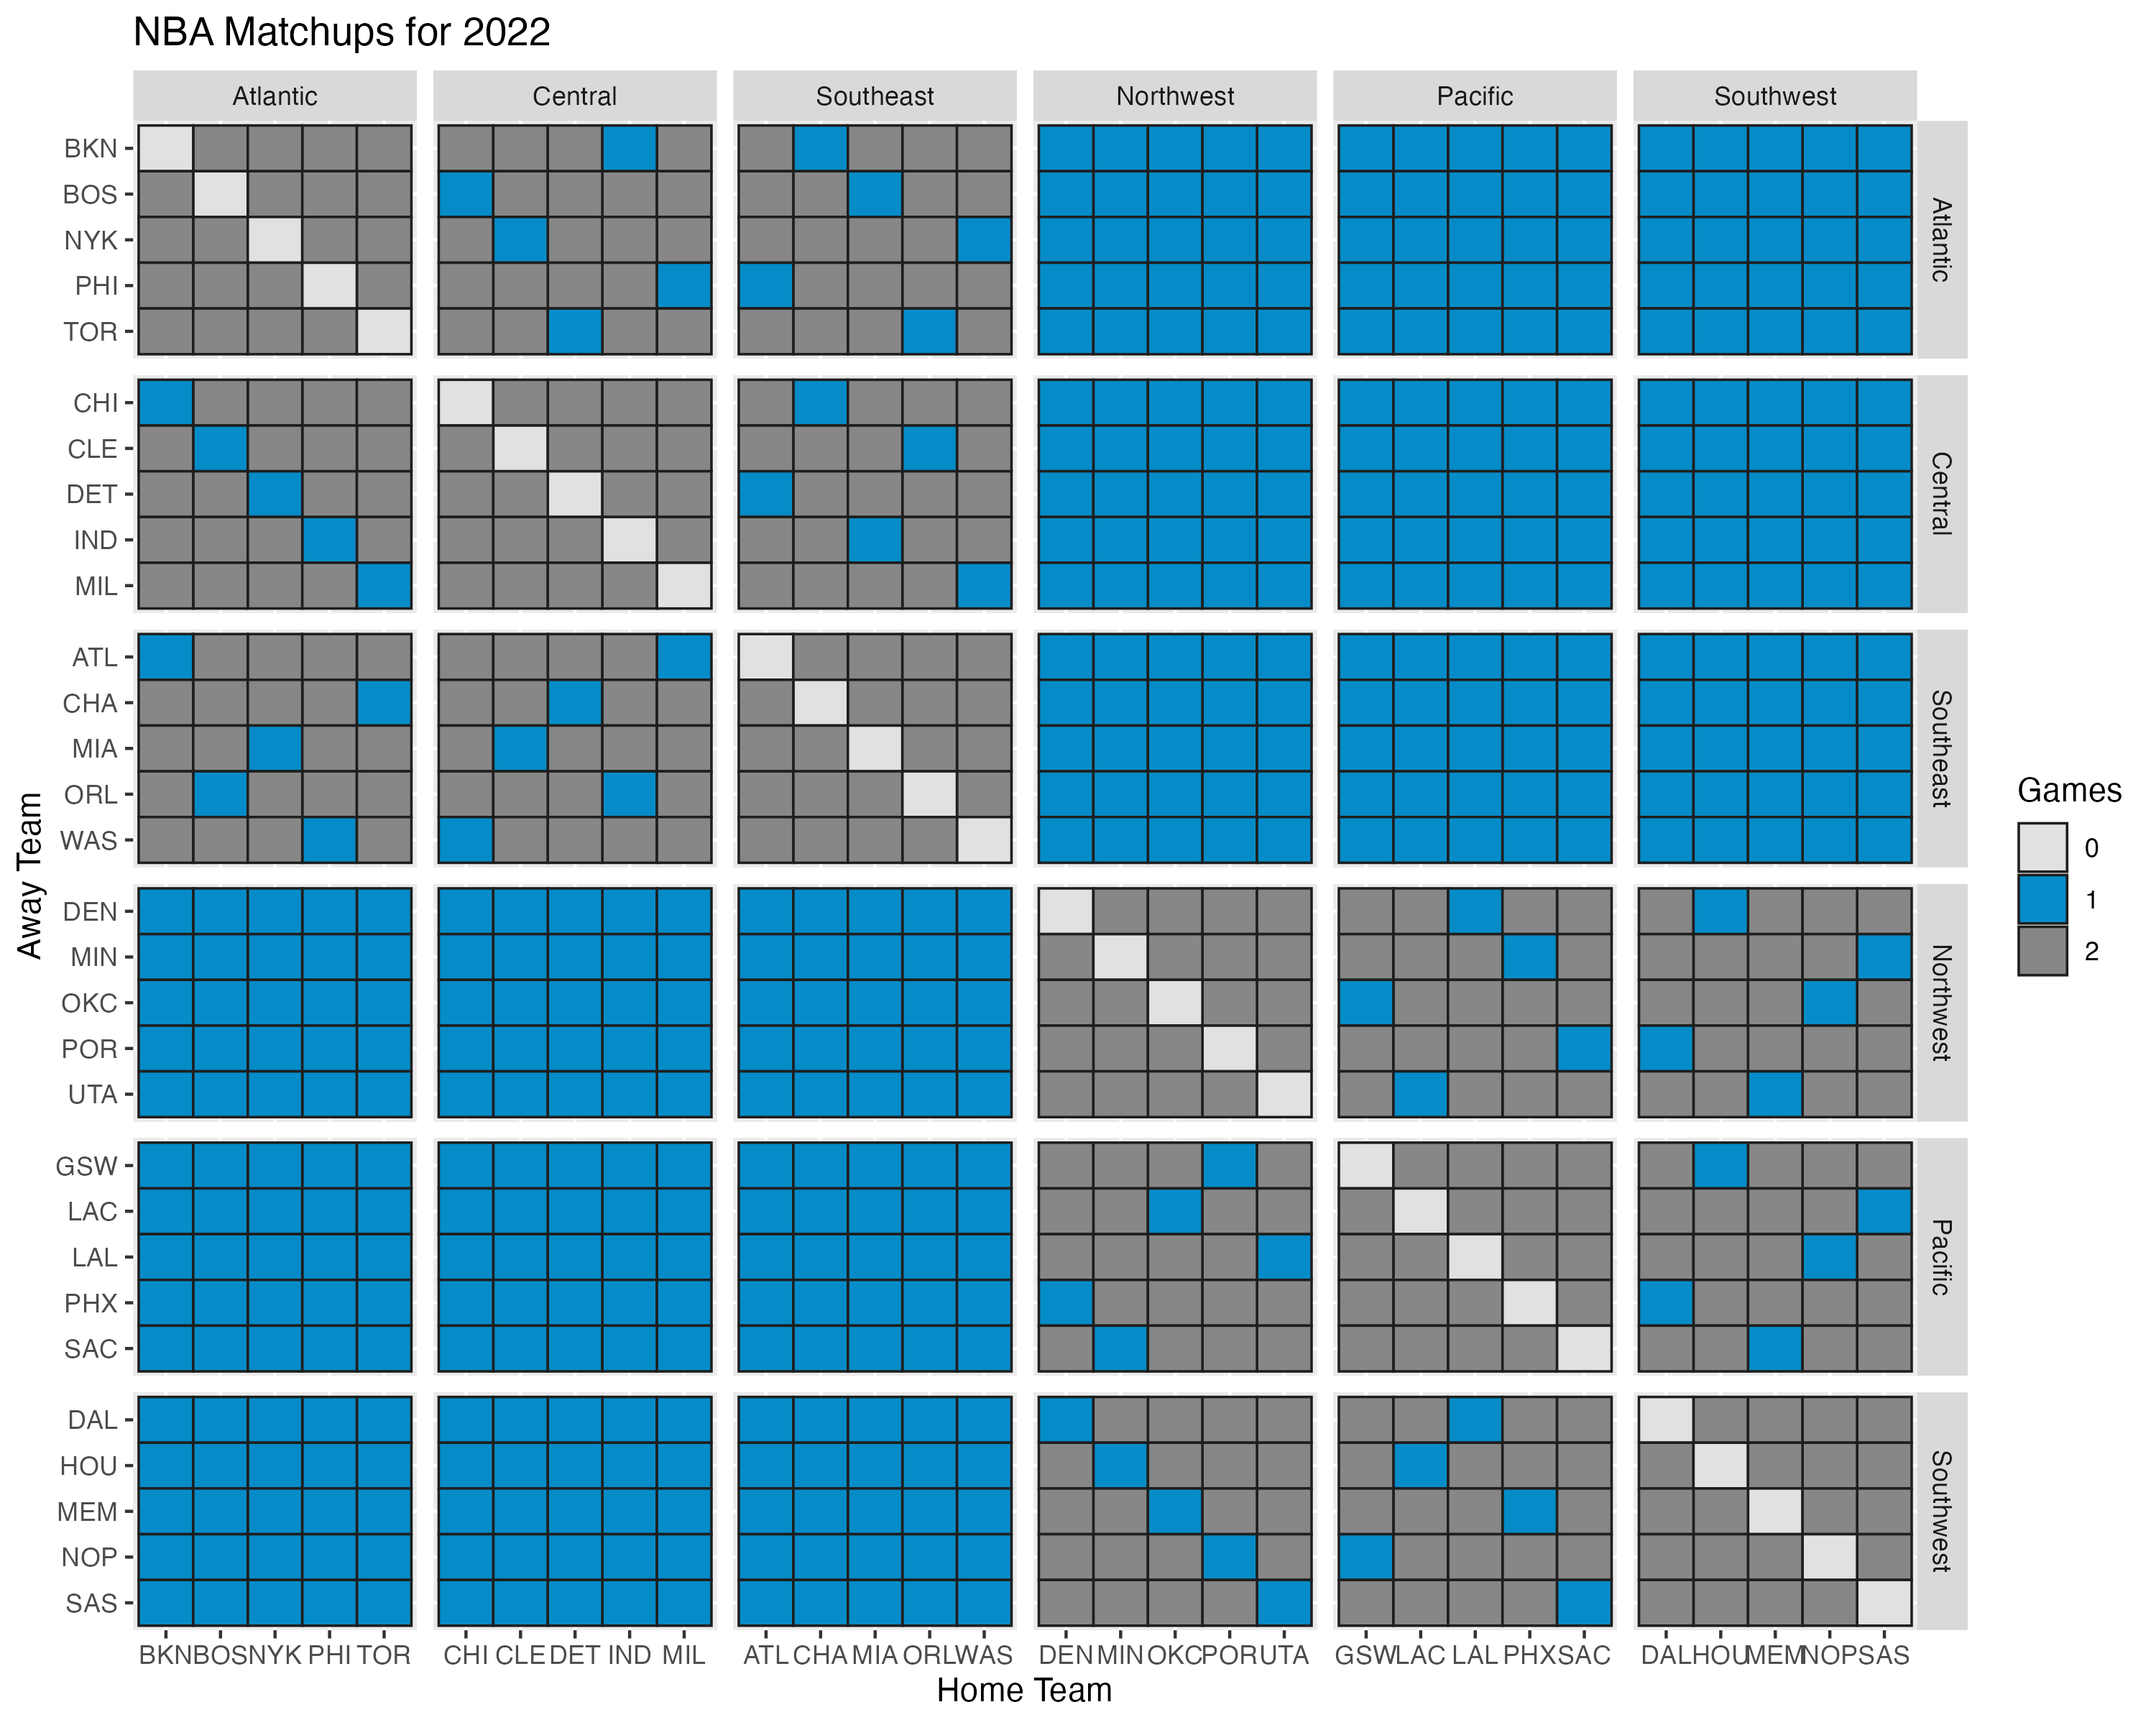 NBA Matchups for 2022
Atlantic Central Southeast Northwest Pacific Southwest
BKN
BOS
NYK
PHI
TOR
Atlantic
CHI
CLE
DET
IND
MIL
Central
ATL
CHA
MIA
ORL
WAS
Southeast
DEN
MIN
OKC
POR
UTA
Northwest
GSW
LAC
LAL
PHX
SAC
Pacific
DAL
HOU
MEM
NOP
SAS
Southwest
Away Team
BKN BOS NYK PHI TOR CHI CLE DET IND MIL ATL CHA MIA ORL WAS DEN MIN OKC POR UTA GSW LAC LAL PHX SAC DAL HOU MEM NOP SAS
Home Team
Games
0
1
2